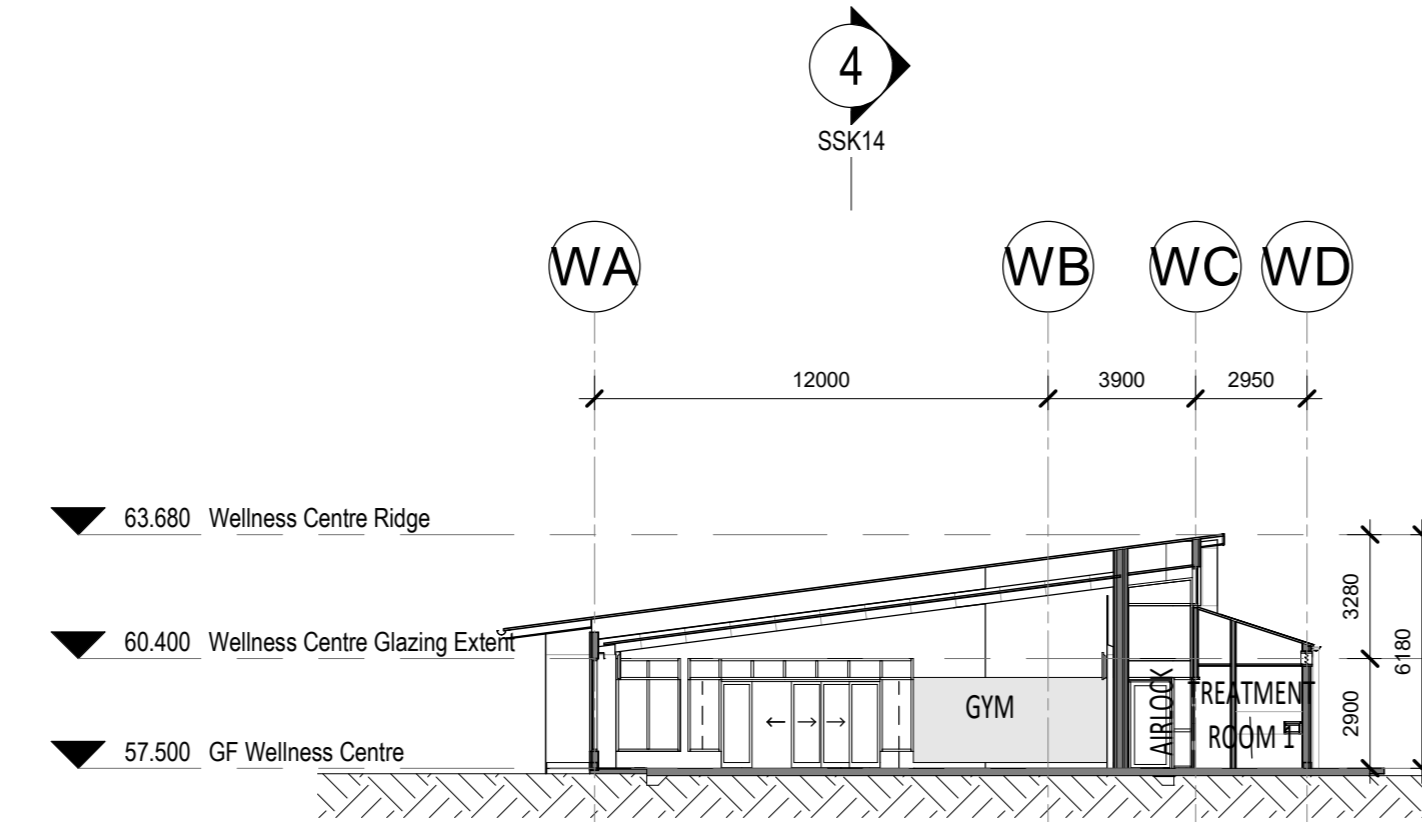 4
SSK14
WA
WB
WC
WD
12000
3900
2950
63.680 Wellness Centre Ridge
60.400 Wellness Centre Glazing Extent
57.500 GF Wellness Centre
3280
2900
6180
GYM
AIRLOCK
TREATMENT
ROOM 1